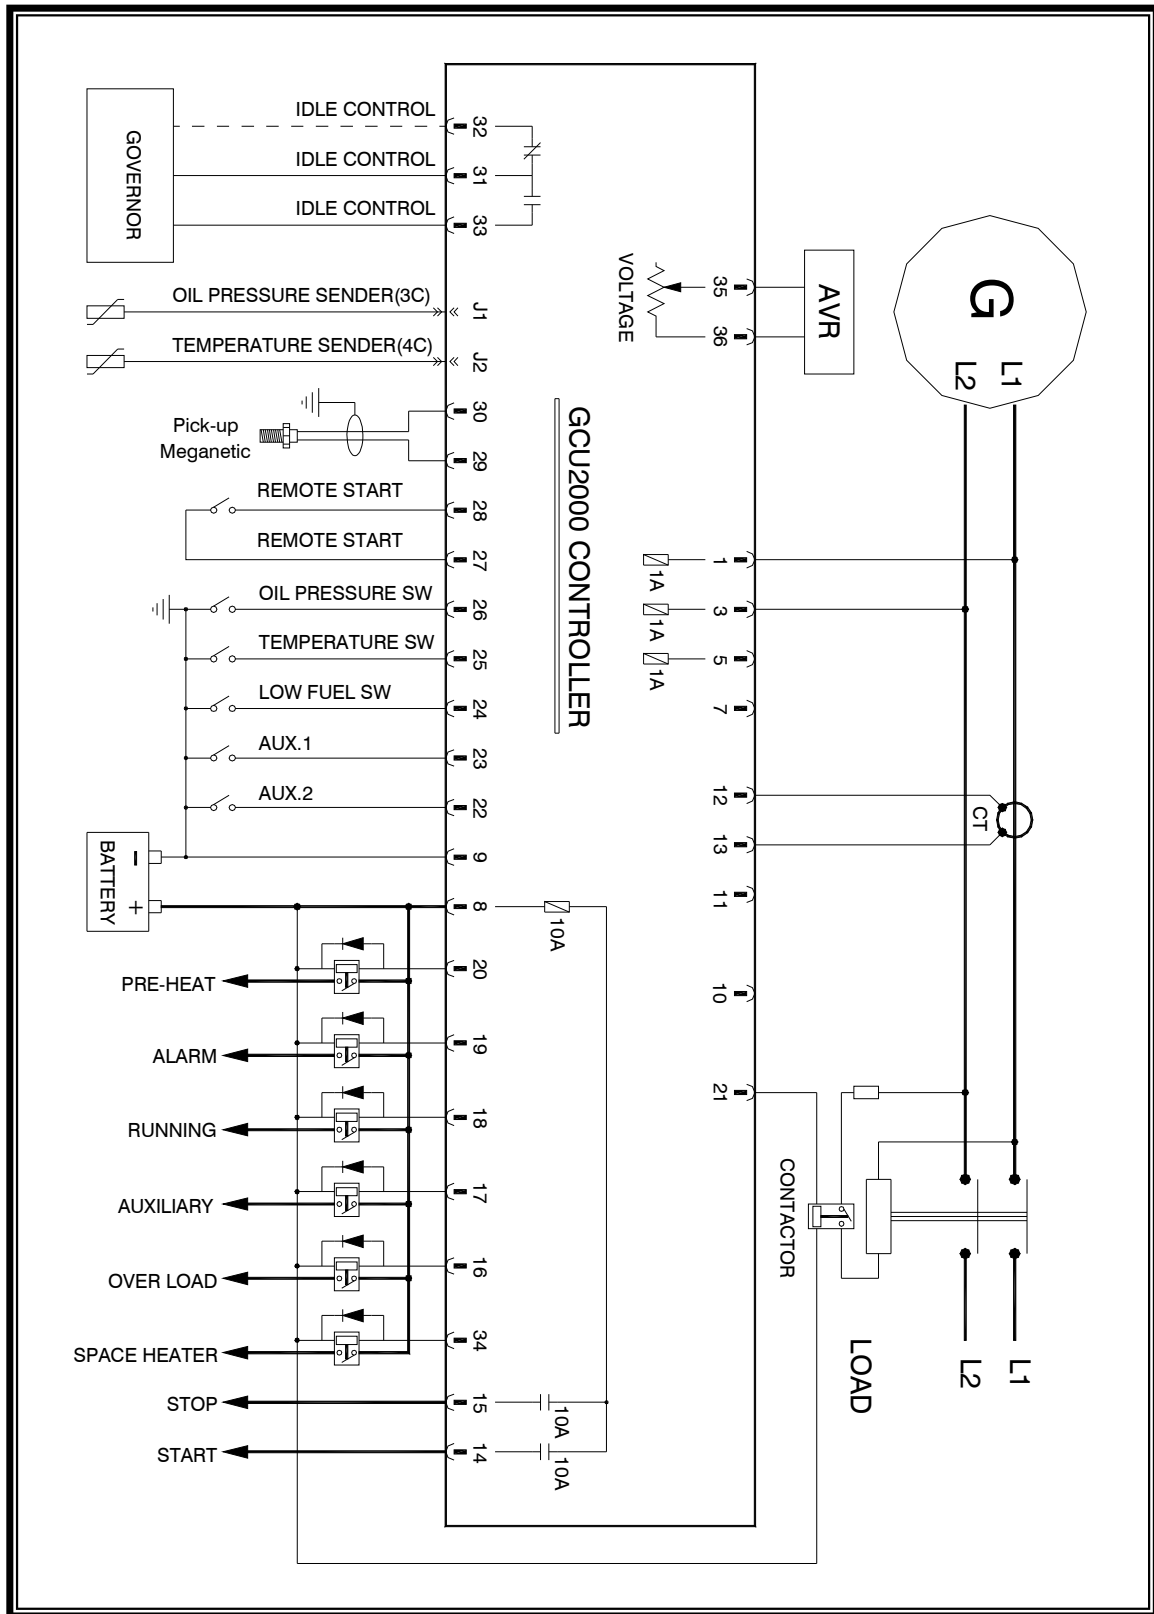 IDLE CONTROL
32
IDLE CONTROL
31
IDLE CONTROL
33
GOVERNOR
OIL PRESSURE SENDER(3C)
J1
TEMPERATURE SENDER(4C)
J2
Pick-up
Meganetic
30
29
REMOTE START
28
REMOTE START
27
OIL PRESSURE SW
26
TEMPERATURE SW
25
LOW FUEL SW
24
AUX.1
23
AUX.2
22
9
8
BATTERY
-
+
10A
PRE-HEAT
20
ALARM
19
RUNNING
18
AUXILIARY
17
OVER LOAD
16
SPACE HEATER
34
STOP
15
10A
START
14
10A
GCU2000 CONTROLLER
VOLTAGE
35
36
AVR
G
L1
L2
1
1A
3
1A
5
1A
7
12
13
CT
11
10
21
CONTACTOR
LOAD
L1
L2